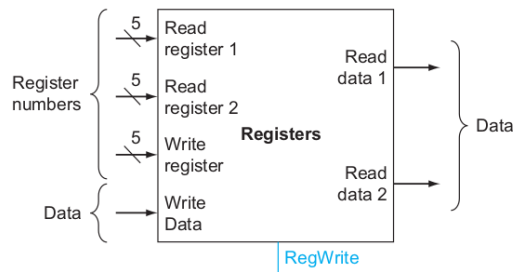 5
Read
register 1
5
Read
register 2
Register
numbers
5
Write
register
Registers
Read
data 1
Data
Read
data 2
Data
Write
Data
RegWrite